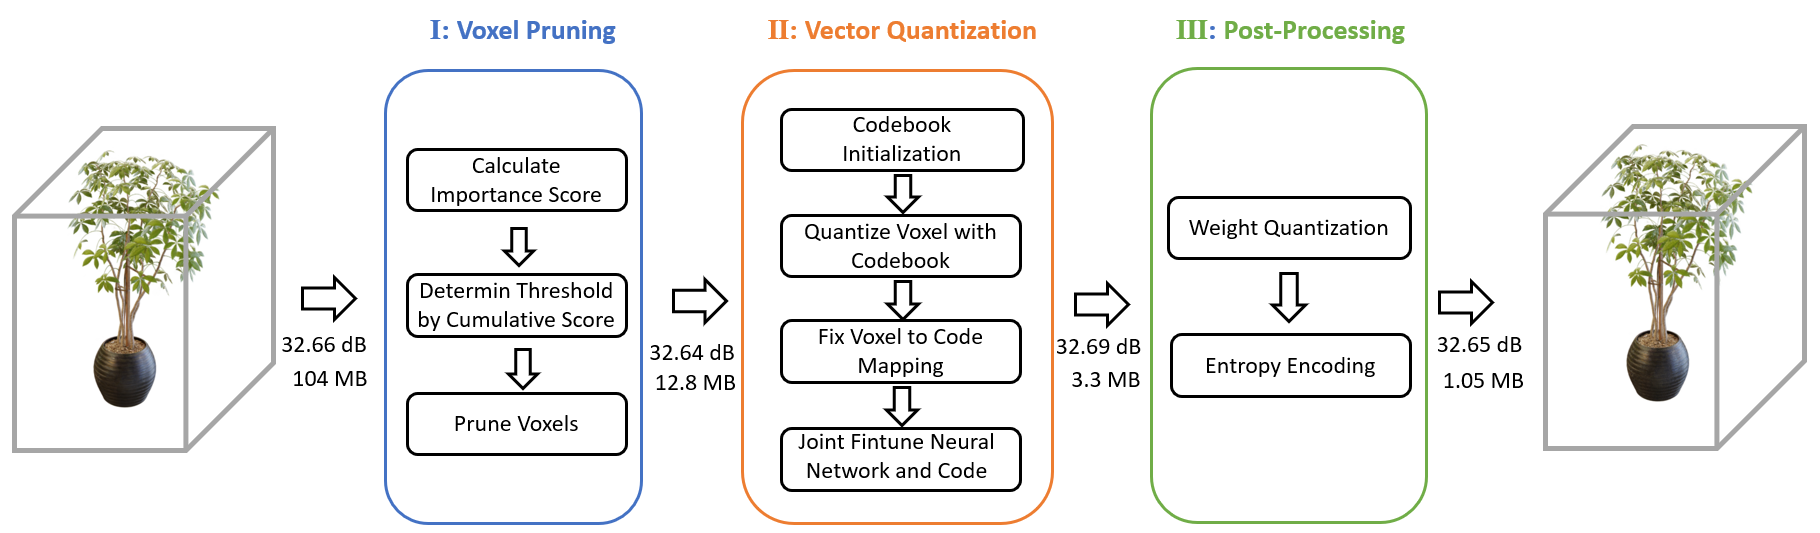 I: Voxel Pruning
Calculate
Importance Score
Determin Threshold
by Cumulative Score
Prune Voxels
II: Vector Quantization
Codebook
Initialization
Quantize Voxel with
Codebook
Fix Voxel to Code
Mapping
Joint Fintune Neural
Network and Code
III: Post-Processing
Weight Quantization
Entropy Encoding
32.66 dB
104 MB
32.64 dB
12.8 MB
32.69 dB
3.3 MB
32.65 dB
1.05 MB